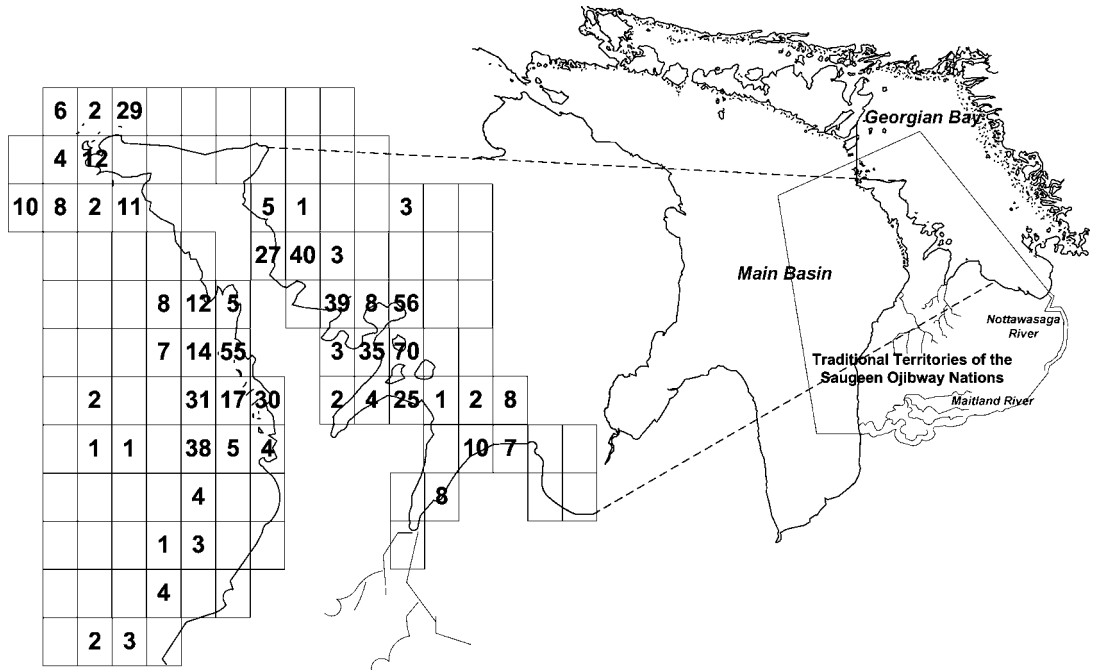 6 2 29
Georgian Bay
4 12
10 8 2 11 5 1 3
27 40 3
Main Basin
8 12 5 39 8 56
Nottawasaga
River
7 14 55 3 35 70
Traditional Territories of the
Saugeen Ojibway Nations
2 31 17 30 2 4 25 1 2 8
Maitland River
1 1 38 5 4 10 7
4 8
1 3
4
2 3